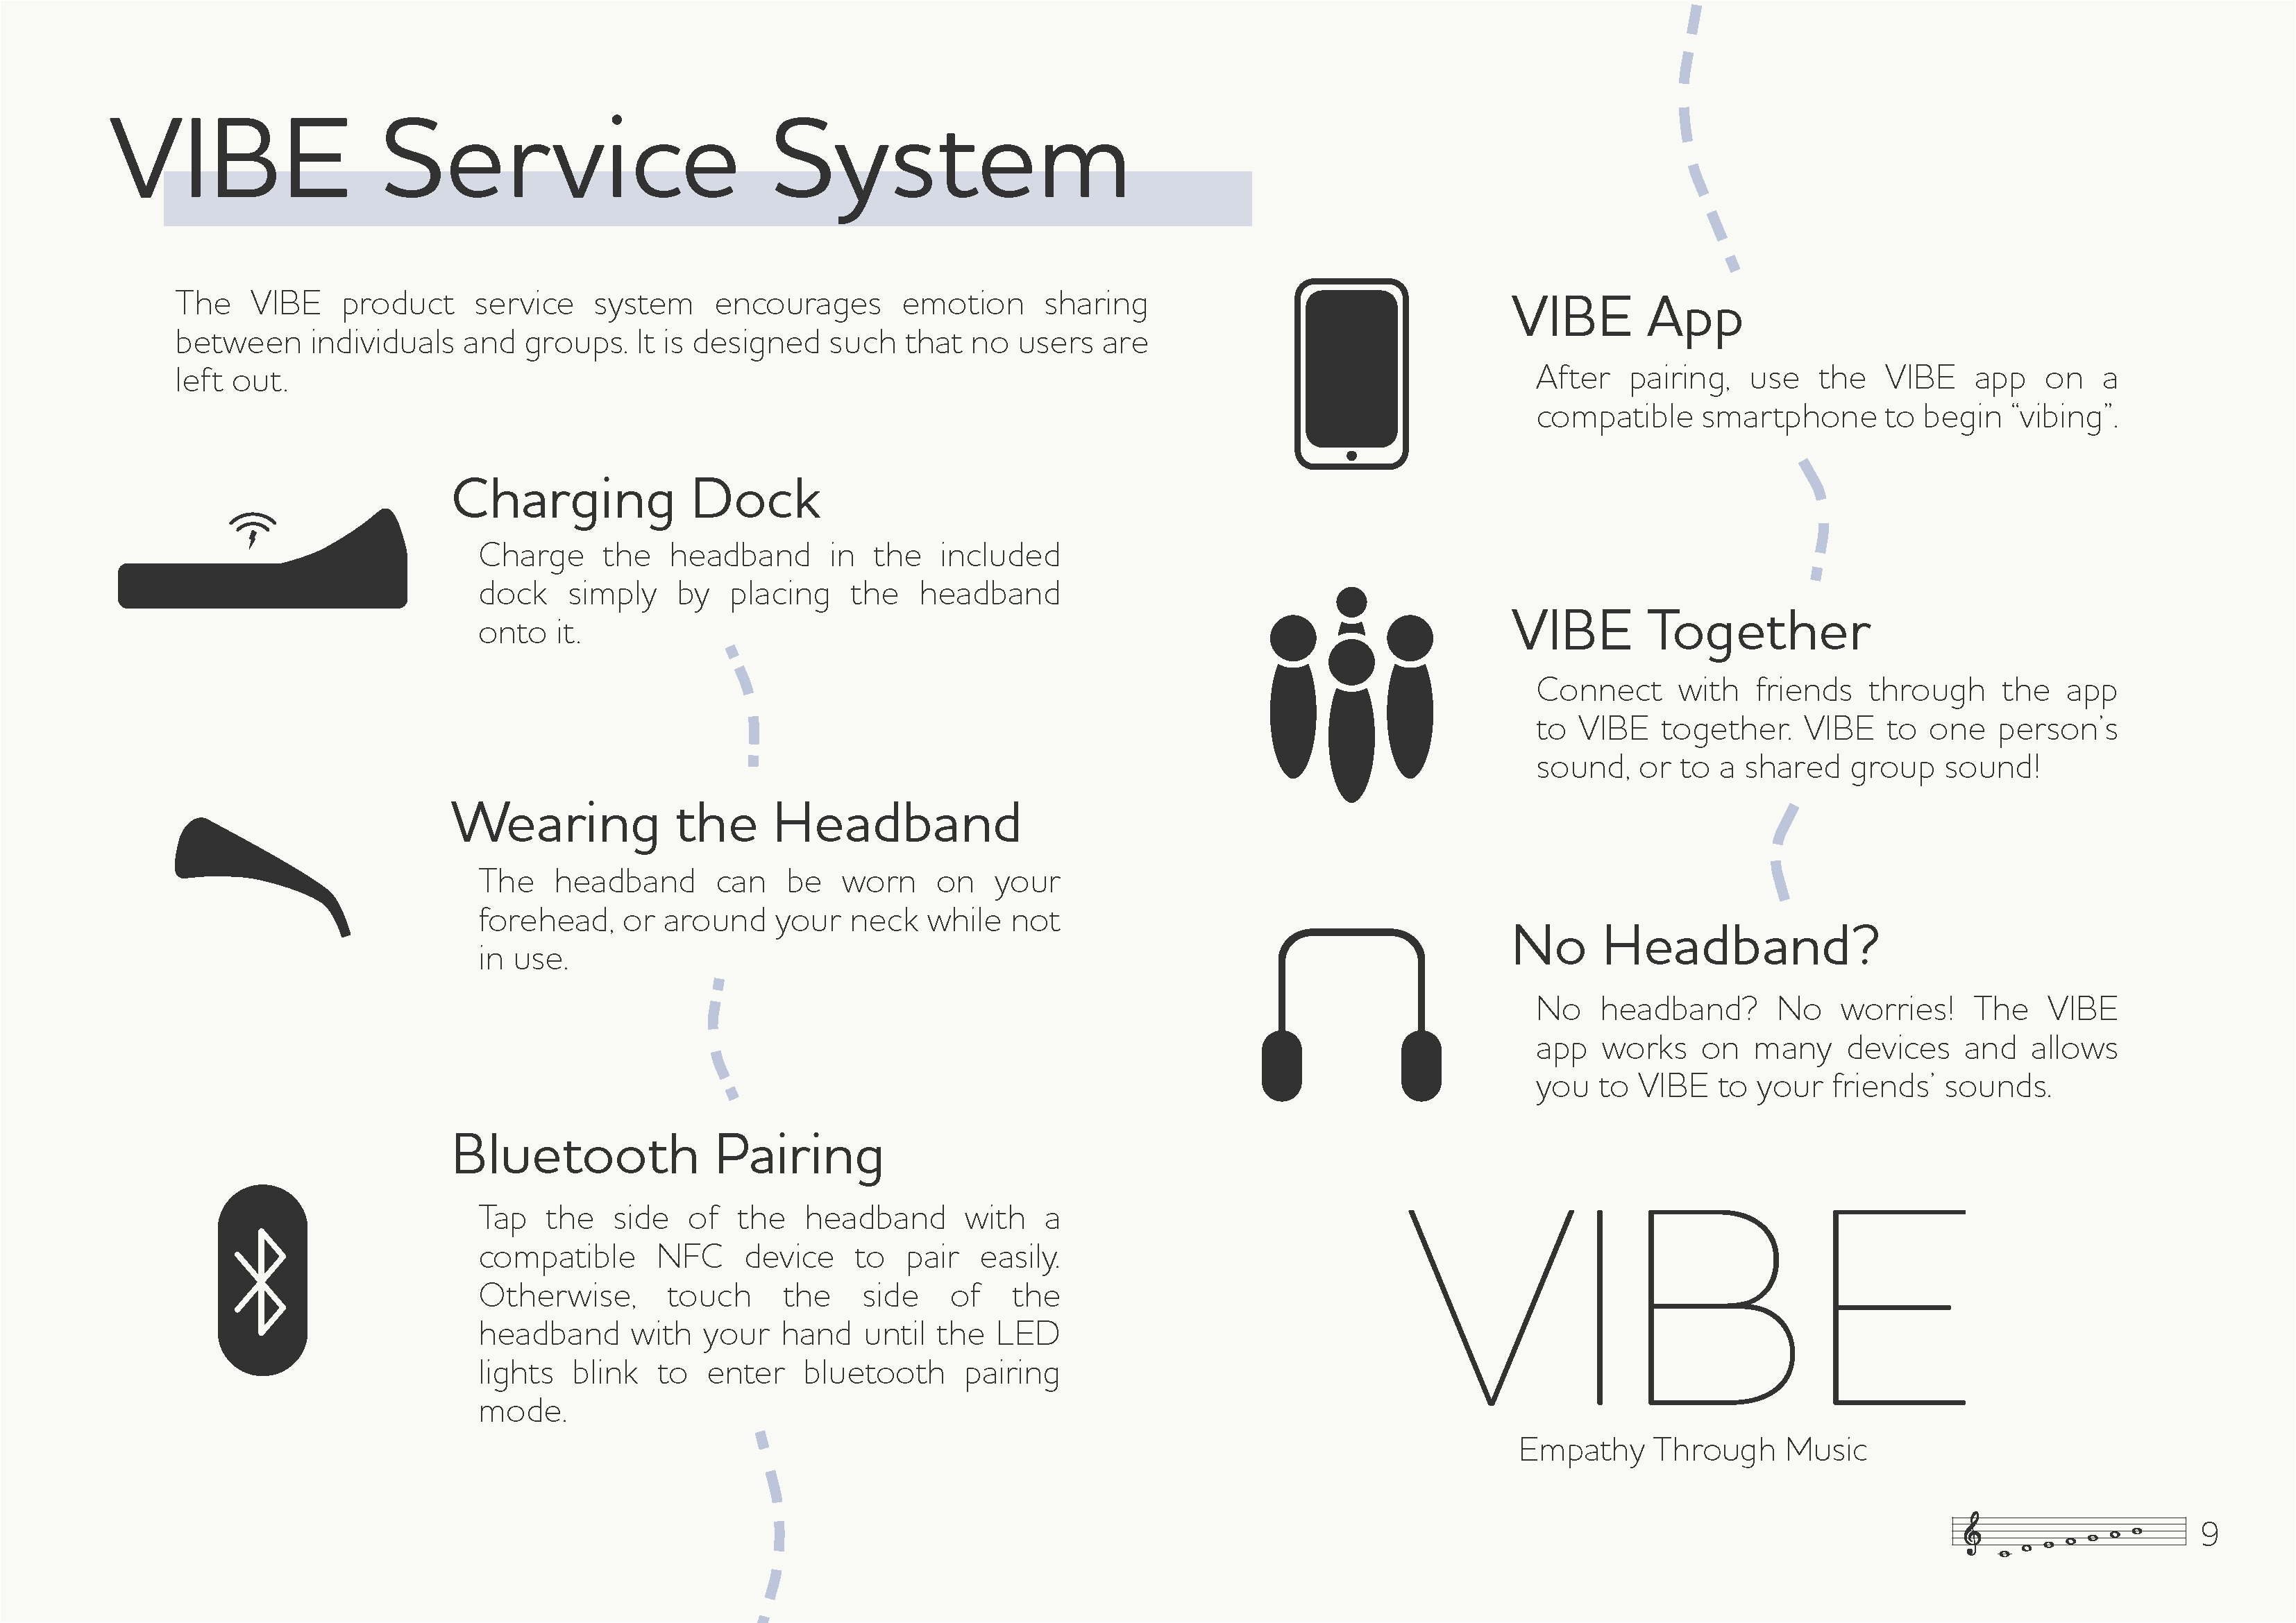 VIBE Service System
The VIBE product service system encourages emotion sharing
between individuals and groups. It is designed such that no users are
left out.
Charging Dock
Charge the headband in the included
dock simply by placing the headband
onto it.
Wearing the Headband
The headband can be worn on your
forehead, or around your neck while not
in use.
Bluetooth Pairing
Tap the side of the headband with a
compatible NFC device to pair easily.
Otherwise, touch the side of the
headband with your hand until the LED
lights blink to enter bluetooth pairing
mode.
VIBE App
After pairing, use the VIBE app on a
compatible smartphone to begin “vibing”.
VIBE Together
Connect with friends through the app
to VIBE together. VIBE to one person’s
sound, or to a shared group sound!
No Headband?
No headband? No worries! The VIBE
app works on many devices and allows
you to VIBE to your friends’ sounds.
VIBE
Empathy Through Music
9